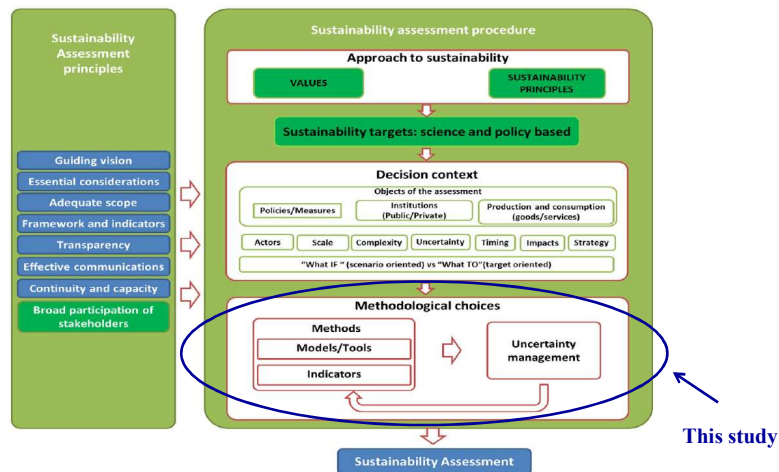 Sustainability
Assessment
principles
Guiding vision
Essential considerations
Adequate scope
Framework and indicators
Transparency
Effective communications
Continuity and capacity
Broad participation of
stakeholders
Sustainability assessment procedure
Approach to sustainability
VALUES
SUSTAINABILITY
PRINCIPLES
Sustainability targets: science and policy based
Decision context
Objects of the assessment
Policies/Measures
Institutions
(Public/Private)
Production and consumption
(goods/services)
Actors
Scale
Complexity
Uncertainty
Timing
Impacts
Strategy
“What IF “ (scenario oriented) vs “What TO”(target oriented)
Methodological choices
Methods
Models/Tools
Indicators
Uncertainty
management
This study
Sustainability Assessment